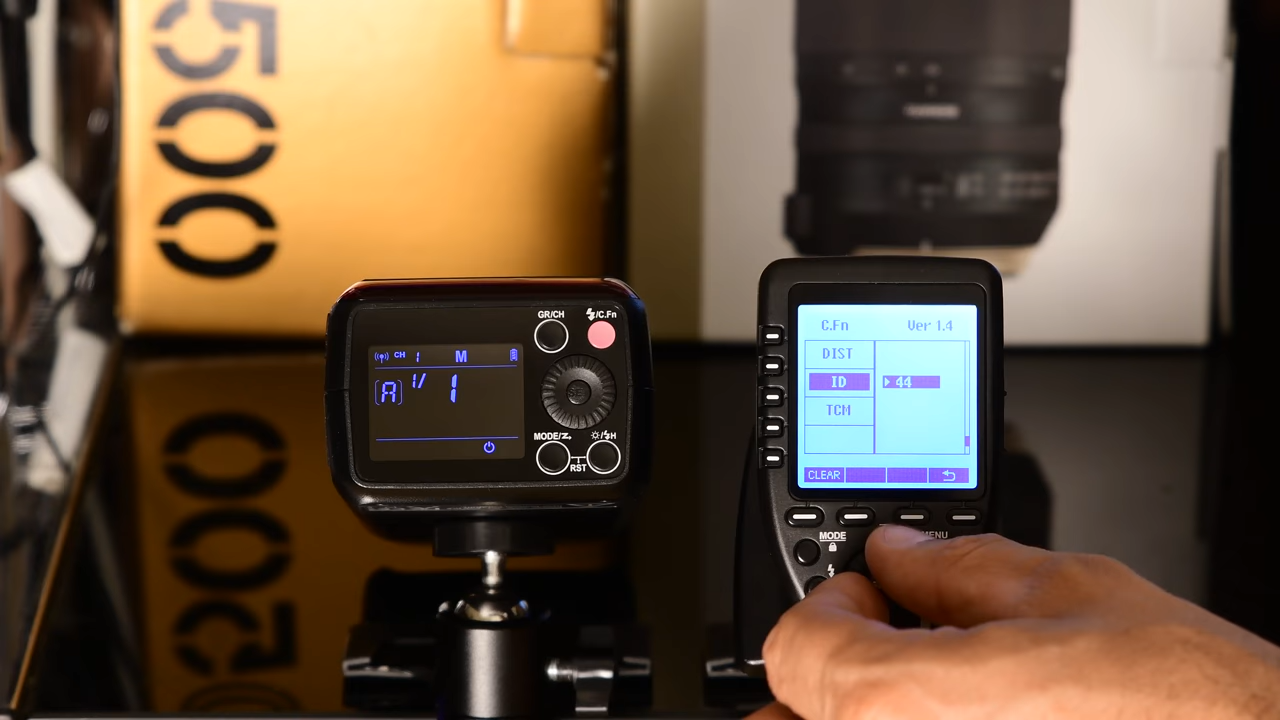 500
GR/CH
/C.Fn
CH 1 M
A 1/1
MODE/Z
/ H
RST
C.Fn Ver 1.4
DIST
ID 44
TCM
CLEAR
MODE
MENU
500